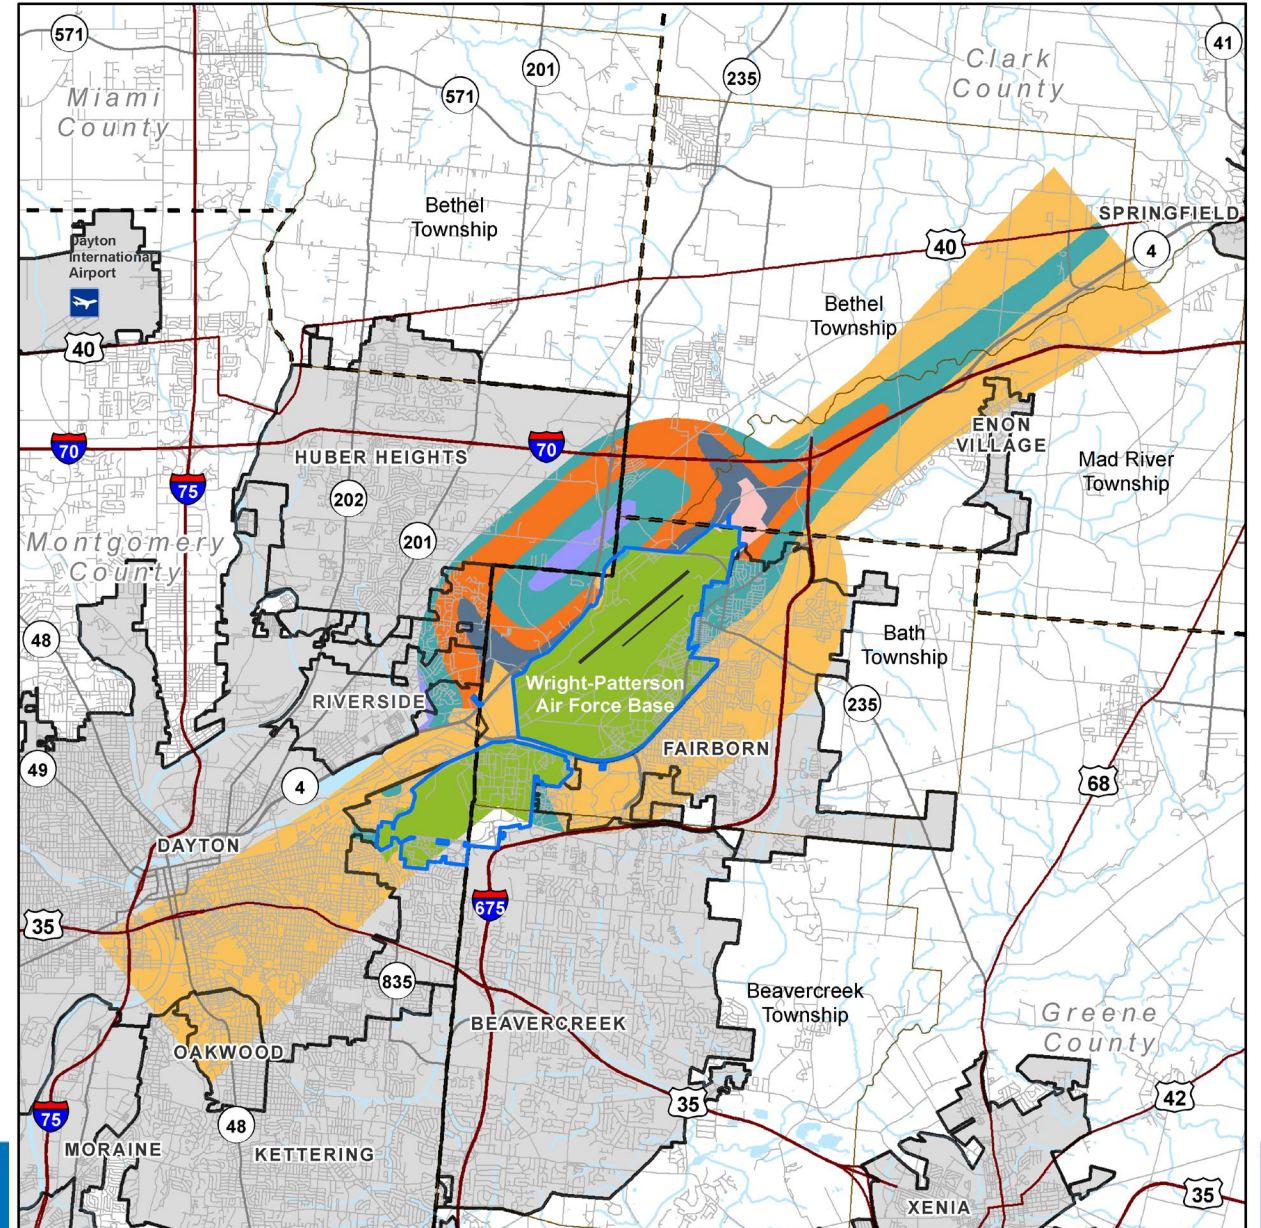 571
201
235
41
Clark
County
571
Miami
County
Bethel
Township
SPRINGFIELD
40
4
Dayton
International
Airport
Bethel
Township
40
ENON
VILLAGE
70
70
HUBER HEIGHTS
Mad River
Township
75
202
201
Montgomery
County
48
Bath
Township
Wright-Patterson
Air Force Base
RIVERSIDE
235
FAIRBORN
49
4
68
DAYTON
675
35
835
Beavercreek
Township
BEAVERCREEK
Greene
County
OAKWOOD
35
42
75
48
MORAINE
KETTERING
35
XENIA